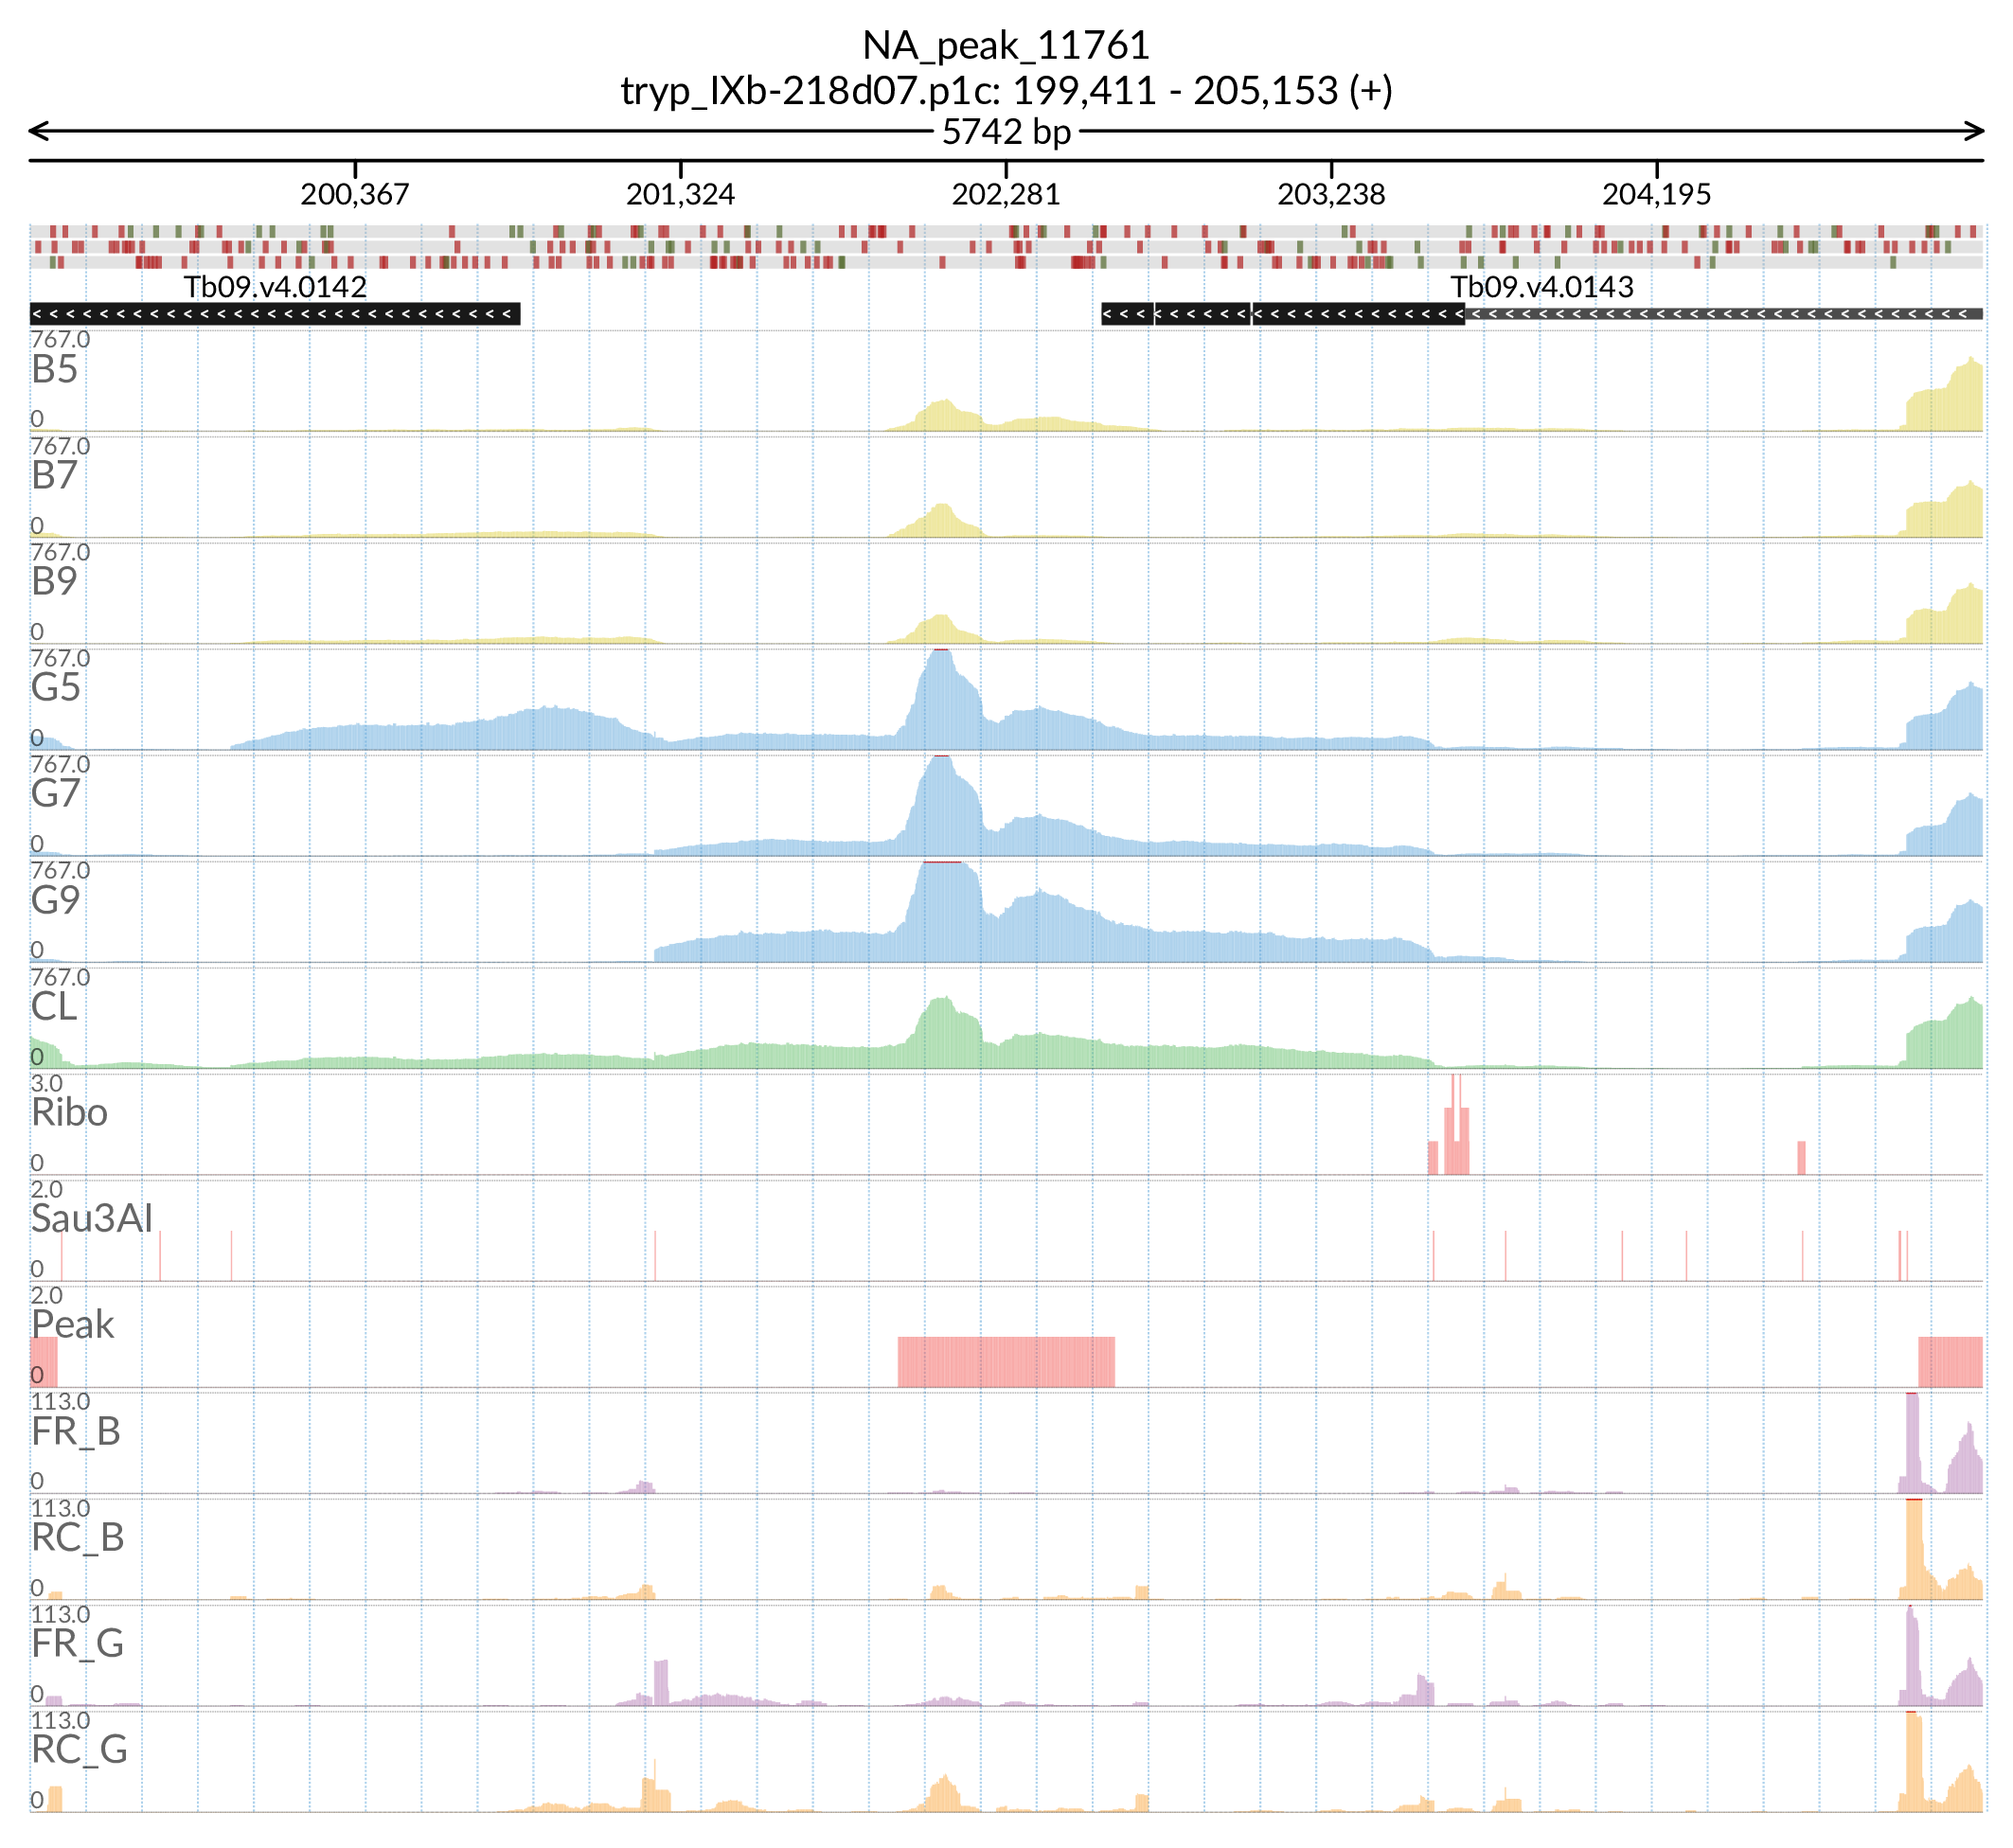 NA_peak_11761
tryp_IXb-218d07.p1c: 199,411 - 205,153 (+)
5742 bp
200,367 201,324 202,281 203,238 204,195
Tb09.v4.0142 Tb09.v4.0143
767.0
B5
0
767.0
B7
0
767.0
B9
0
767.0
G5
0
767.0
G7
0
767.0
G9
0
767.0
CL
0
3.0
Ribo
0
2.0
Sau3AI
0
2.0
Peak
0
113.0
FR_B
0
113.0
RC_B
0
113.0
FR_G
0
113.0
RC_G
0